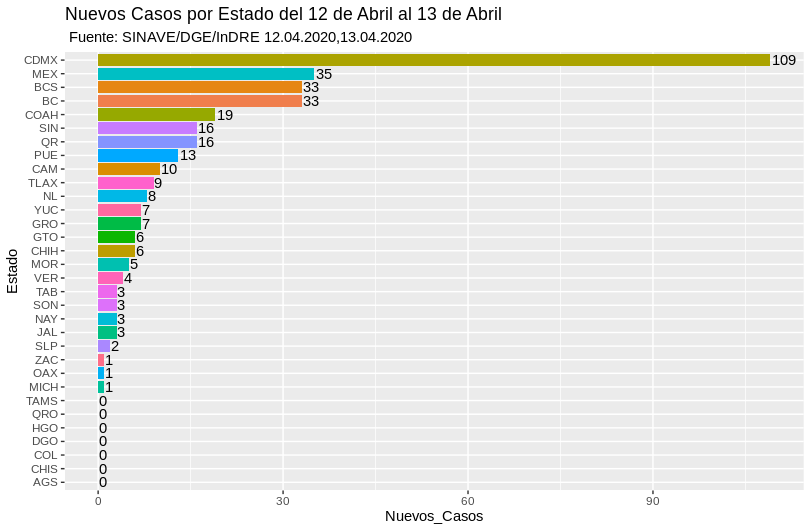 Nuevos Casos por Estado del 12 de Abril al 13 de Abril
Fuente: SINAVE/DGE/InDRE 12.04.2020,13.04.2020
CDMX 109
MEX 35
BCS 33
BC 33
COAH 19
SIN 16
QR 16
PUE 13
CAM 10
TLAX 9
NL 8
YUC 7
GRO 7
GTO 6
CHIH 6
MOR 5
VER 4
TAB 3
SON 3
NAY 3
JAL 3
SLP 2
ZAC 1
OAX 1
MICH 1
TAMS 0
QRO 0
HGO 0
DGO 0
COL 0
CHIS 0
AGS 0
Estado
0 30 60 90
Nuevos_Casos